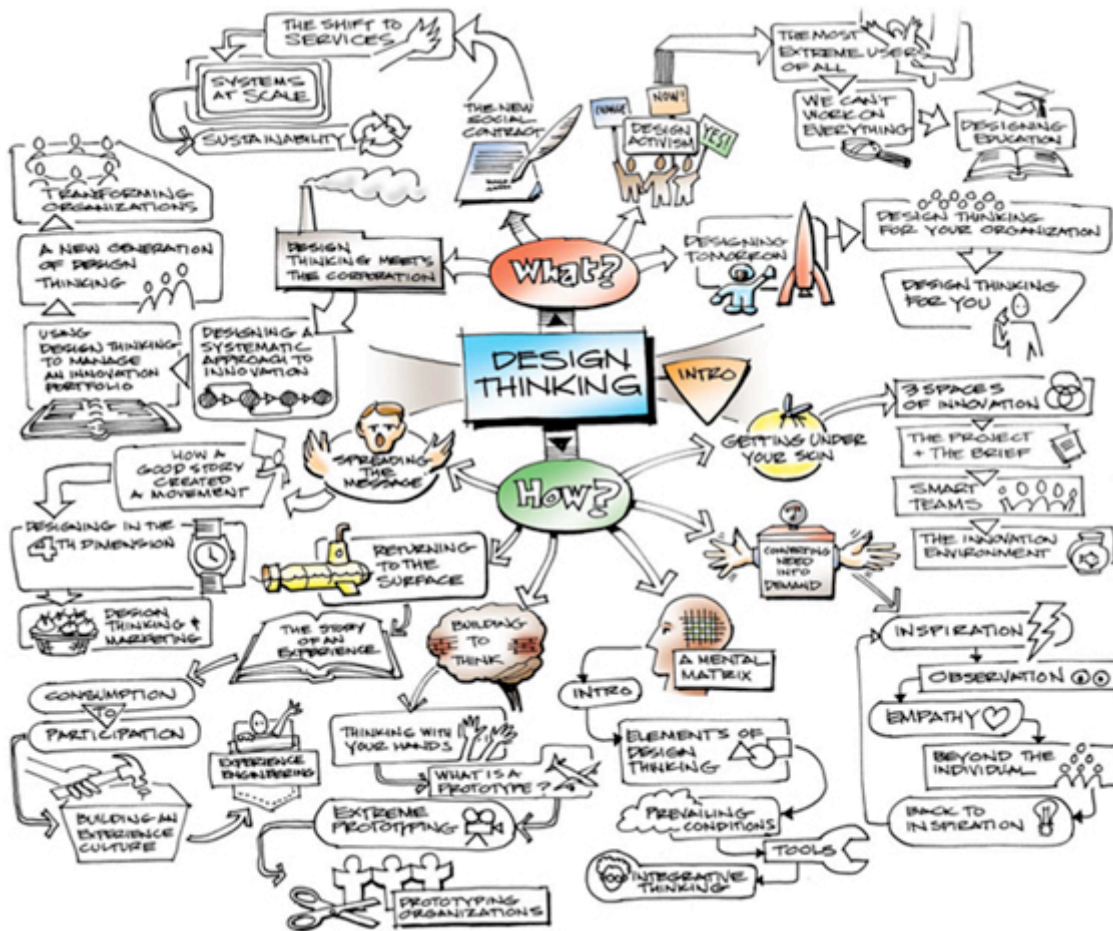 DESIGN
THINKING
INTRO
What?
THE NEW
SOCIAL
CONTRACT
THE SHIFT TO
SERVICES
SYSTEMS
AT SCALE
SUSTAINABILITY
NOW!
YES!
DESIGN
ACTIVISM
THE MOST
EXTREME USERS
OF ALL
WE CAN'T
WORK ON
EVERYTHING
DESIGNING
EDUCATION
DESIGNING
TOMORROW
DESIGN THINKING
FOR YOUR ORGANIZATION
DESIGN THINKING
FOR YOU
DESIGN
THINKING MEETS
THE CORPORATION
DESIGNING A
SYSTEMATIC
APPROACH TO
INNOVATION
USING
DESIGN THINKING
TO MANAGE
AN INNOVATION
PORTFOLIO
A NEW GENERATION
OF DESIGN
THINKING
TRANSFORMING
ORGANIZATIONS
How?
GETTING UNDER
YOUR SKIN
3 SPACES
OF INNOVATION
THE PROJECT
+ THE BRIEF
SMART
TEAMS
THE INNOVATION
ENVIRONMENT
CONVERTING
NEED
INTO
DEMAND
INSPIRATION
OBSERVATION
EMPATHY
BEYOND THE
INDIVIDUAL
BACK TO
INSPIRATION
A MENTAL
MATRIX
INTRO
ELEMENTS OF
DESIGN
THINKING
PREVAILING
CONDITIONS
TOOLS
INTEGRATIVE
THINKING
BUILDING
TO
THINK
THINKING WITH
YOUR HANDS
WHAT IS A
PROTOTYPE?
EXTREME
PROTOTYPING
PROTOTYPING
ORGANIZATIONS
RETURNING
TO THE
SURFACE
THE STORY
OF AN
EXPERIENCE
CONSUMPTION
TO
PARTICIPATION
BUILDING AN
EXPERIENCE
CULTURE
EXPERIENCE
ENGINEERING
SPREADING
THE
MESSAGE
HOW A
GOOD STORY
CREATED
A MOVEMENT
DESIGNING IN THE
4TH DIMENSION
DESIGN
THINKING +
MARKETING